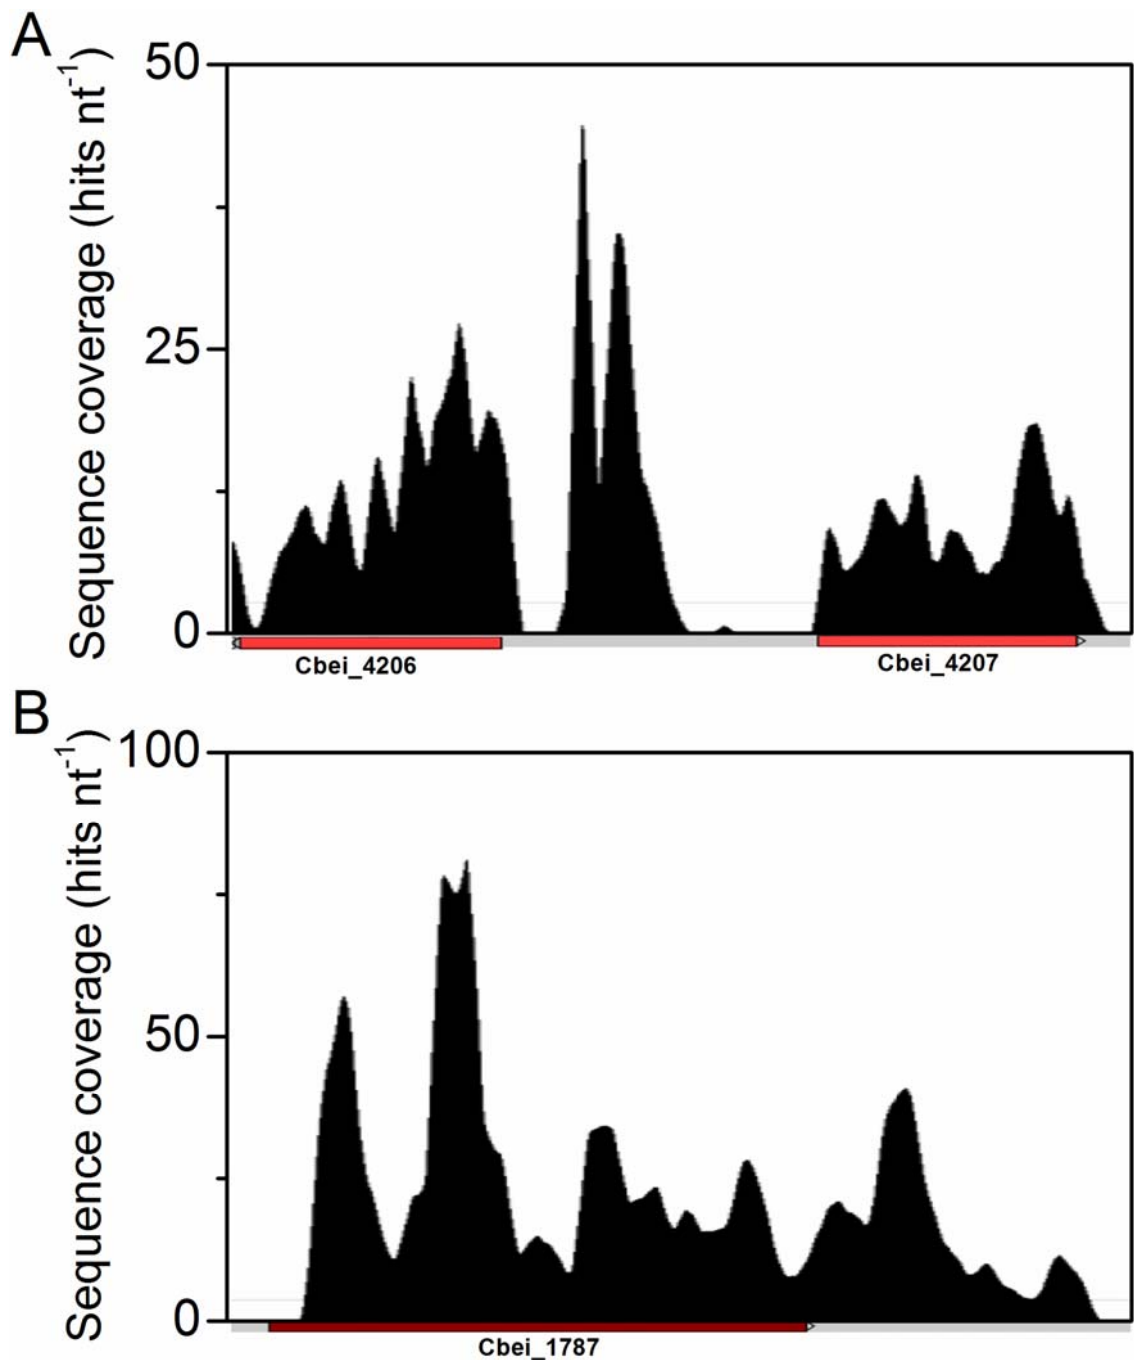 A
50
25
0
Sequence coverage (hits nt⁻¹)
Cbei_4206
Cbei_4207
B
100
50
0
Sequence coverage (hits nt⁻¹)
Cbei_1787